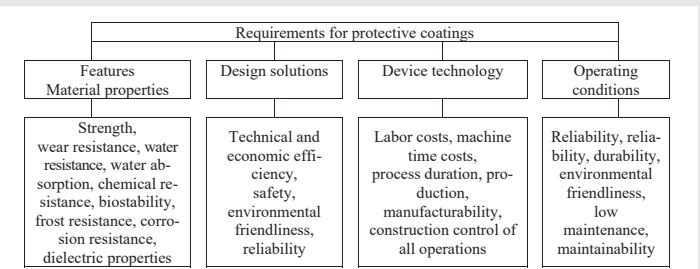 Requirements for protective coatings
Features
Material properties
Design solutions
Device technology
Operating
conditions
Strength,
wear resistance, water
resistance, water ab-
sorption, chemical re-
sistance, biostability,
frost resistance, corro-
sion resistance,
dielectric properties
Technical and
economic effi-
ciency,
safety,
environmental
friendliness,
reliability
Labor costs, machine
time costs,
process duration, pro-
duction,
manufacturability,
construction control of
all operations
Reliability, relia-
bility, durability,
environmental
friendliness,
low
maintenance,
maintainability